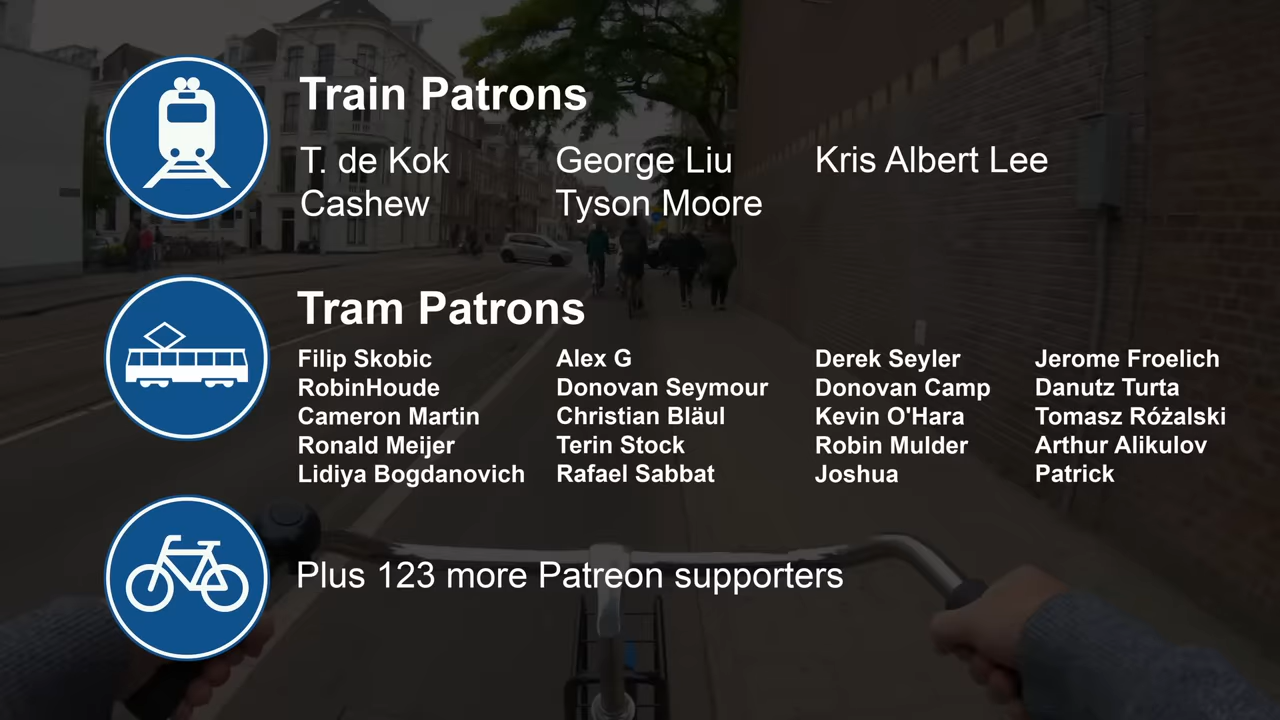 Train Patrons
T. de Kok George Liu Kris Albert Lee
Cashew Tyson Moore
Tram Patrons
Filip Skobic Alex G Derek Seyler Jerome Froelich
RobinHoude Donovan Seymour Donovan Camp Danutz Turta
Cameron Martin Christian Bläul Kevin O'Hara Tomasz Różalski
Ronald Meijer Terin Stock Robin Mulder Arthur Alikulov
Lidiya Bogdanovich Rafael Sabbat Joshua Patrick
Plus 123 more Patreon supporters